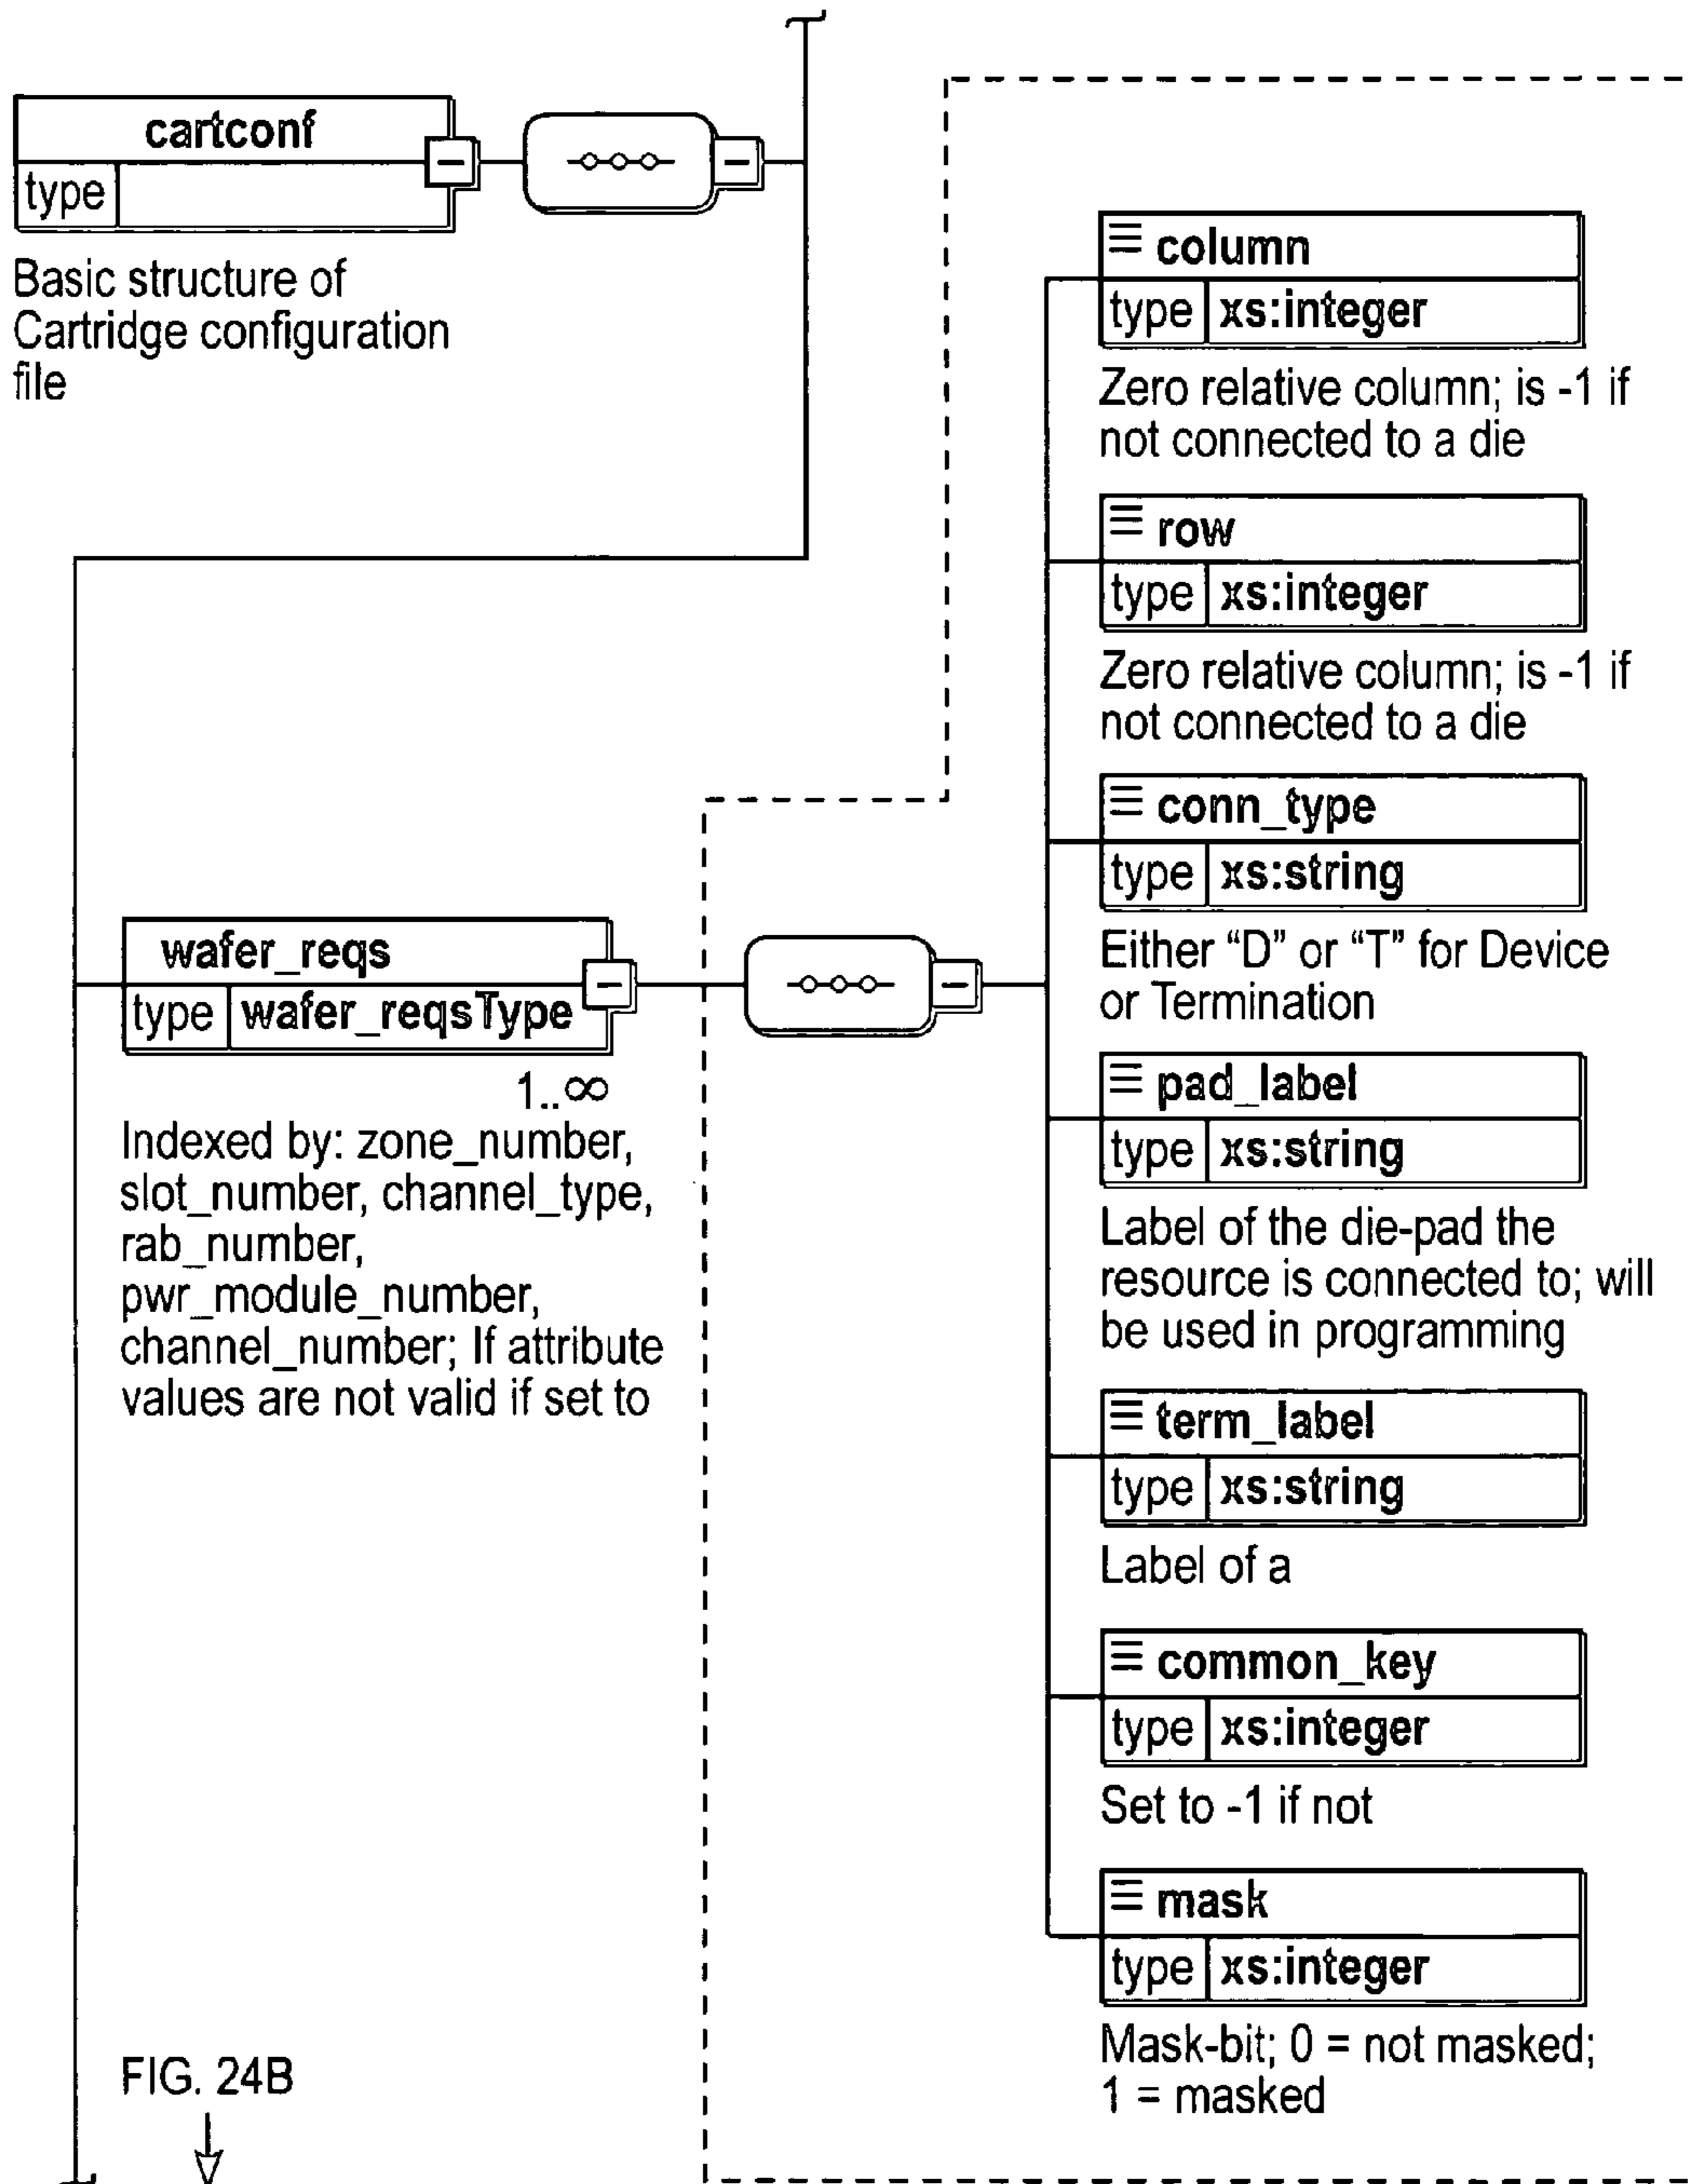 cartconf
type
Basic structure of
Cartridge configuration
file
column
type xs:integer
Zero relative column; is -1 if
not connected to a die
row
type xs:integer
Zero relative column; is -1 if
not connected to a die
conn_type
type xs:string
Either “D” or “T” for Device
or Termination
wafer_reqs
type wafer_reqsType
1..∞
Indexed by: zone_number,
slot_number, channel_type,
rab_number,
pwr_module_number,
channel_number; If attribute
values are not valid if set to
pad_label
type xs:string
Label of the die-pad the
resource is connected to; will
be used in programming
term_label
type xs:string
Label of a
common_key
type xs:integer
Set to -1 if not
mask
type xs:integer
Mask-bit; 0 = not masked;
1 = masked
FIG. 24B